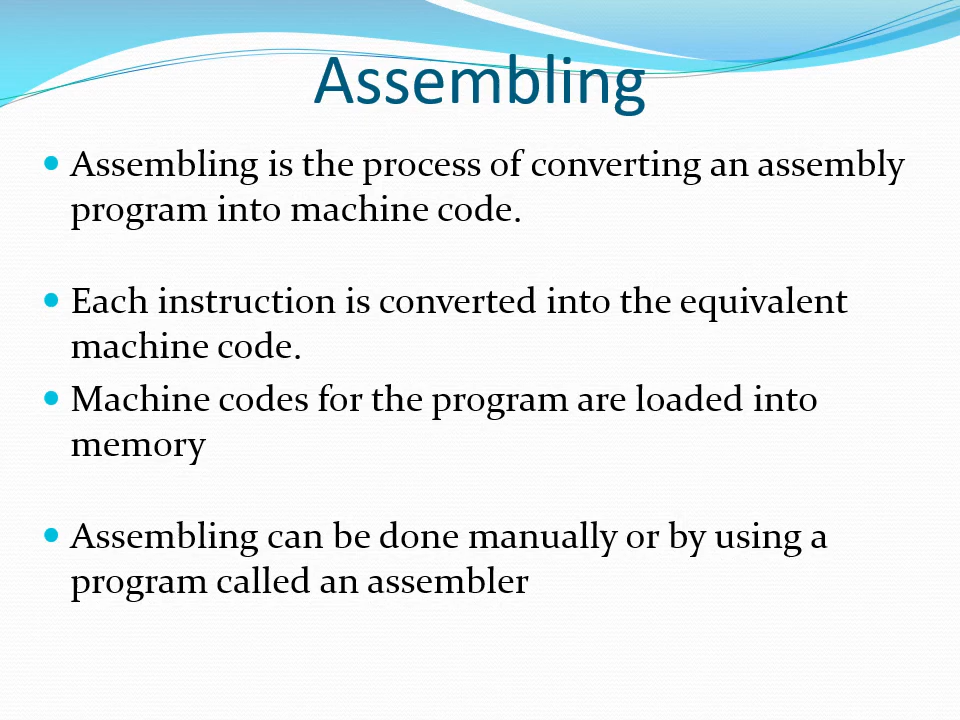 Assembling
• Assembling is the process of converting an assembly
program into machine code.
• Each instruction is converted into the equivalent
machine code.
• Machine codes for the program are loaded into
memory
• Assembling can be done manually or by using a
program called an assembler